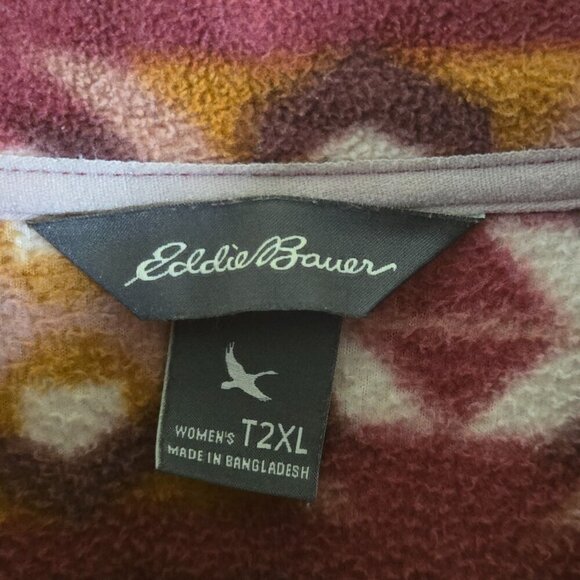 Eddie Bauer
WOMEN'S T2XL
MADE IN BANGLADESH